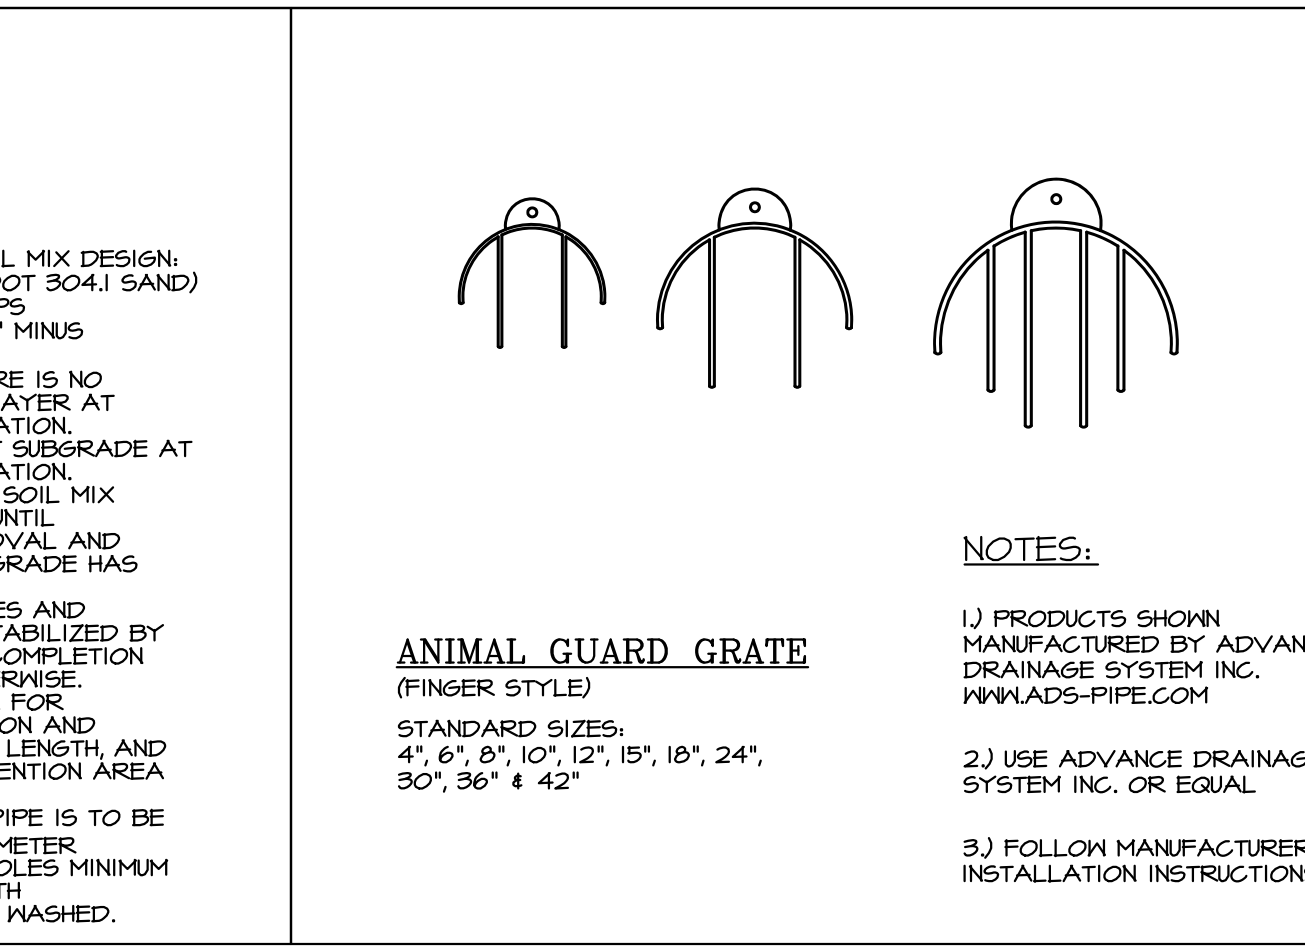 L MIX DESIGN:
OT 304.1 SAND)
PS
" MINUS
RE IS NO
AYER AT
ATION.
SUBGRADE AT
ATION.
SOIL MIX
UNTIL
OVAL AND
GRADE HAS
ES AND
TABILIZED BY
COMPLETION
RWISE.
FOR
ON AND
LENGTH, AND
ENTION AREA
PIPE IS TO BE
METER
OLES MINIMUM
TH
WASHED.
ANIMAL GUARD GRATE
(FINGER STYLE)
STANDARD SIZES:
4", 6", 8", 10", 12", 15", 18", 24",
30", 36" & 42"
NOTES:
1.) PRODUCTS SHOWN
MANUFACTURED BY ADVAN
DRAINAGE SYSTEM INC.
WWW.ADS-PIPE.COM
2.) USE ADVANCE DRAINAG
SYSTEM INC. OR EQUAL
3.) FOLLOW MANUFACTURER
INSTALLATION INSTRUCTION